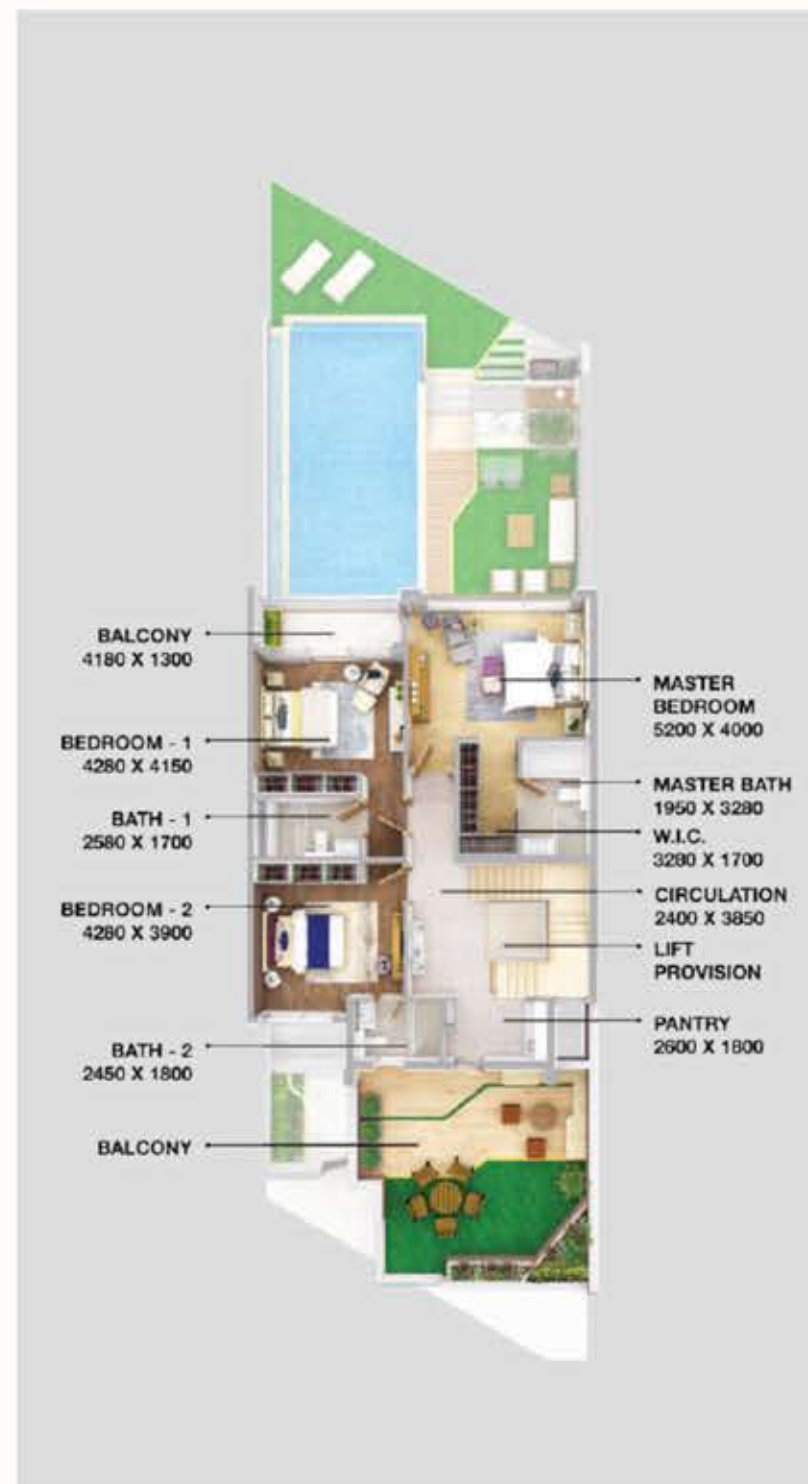 BALCONY
4180 X 1300
BEDROOM - 1
4280 X 4150
BATH - 1
2580 X 1700
BEDROOM - 2
4280 X 3900
BATH - 2
2450 X 1800
BALCONY
MASTER
BEDROOM
5200 X 4000
MASTER BATH
1950 X 3280
W.I.C.
3280 X 1700
CIRCULATION
2400 X 3850
LIFT
PROVISION
PANTRY
2600 X 1800